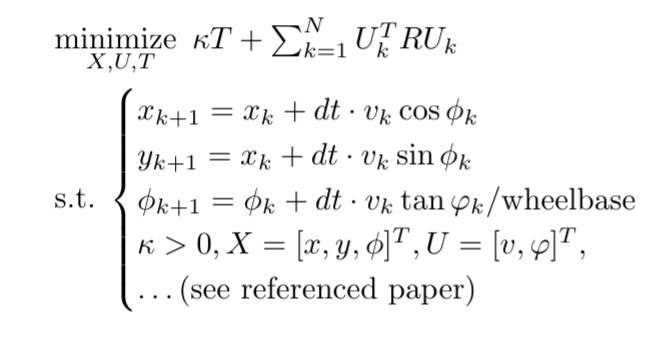 minimize κT + ∑_{k=1}^{N} U_k^T RU_k
X,U,T
s.t.
x_{k+1} = x_k + dt · v_k cos ϕ_k
y_{k+1} = x_k + dt · v_k sin ϕ_k
ϕ_{k+1} = ϕ_k + dt · v_k tan φ_k/wheelbase
κ > 0, X = [x, y, ϕ]^T, U = [v, φ]^T,
... (see referenced paper)